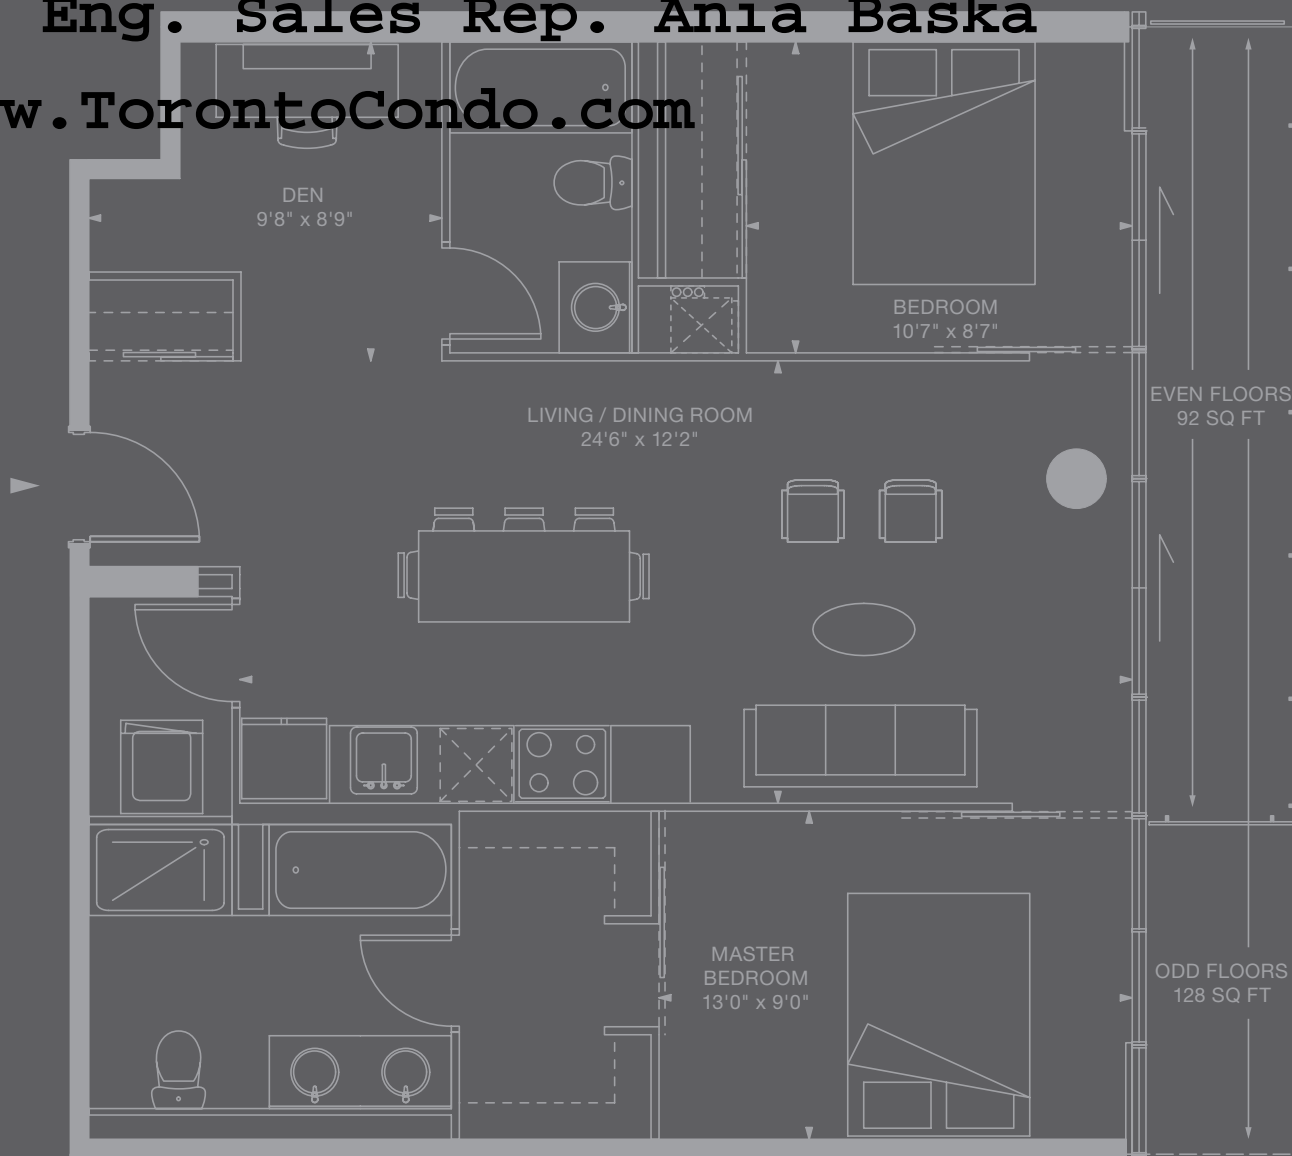 Eng. Sales Rep. Ania Baska
w.TorontoCondo.com
DEN
9'8" x 8'9"
BEDROOM
10'7" x 8'7"
EVEN FLOORS
92 SQ FT
LIVING / DINING ROOM
24'6" x 12'2"
MASTER
BEDROOM
13'0" x 9'0"
ODD FLOORS
128 SQ FT